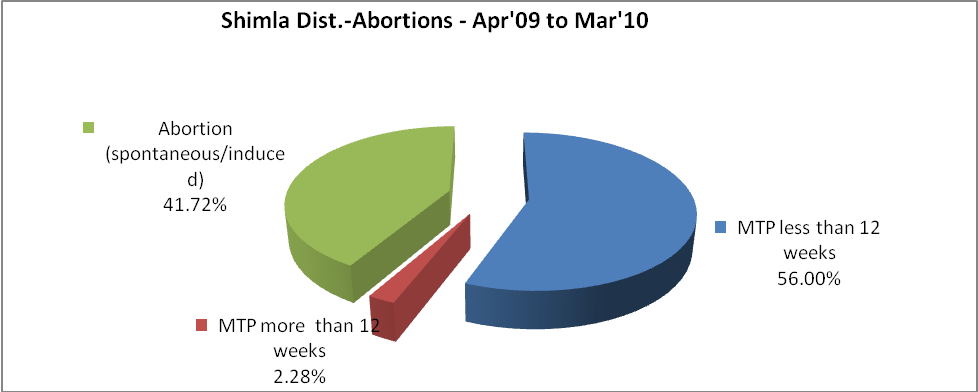 Shimla Dist.-Abortions - Apr'09 to Mar'10
Abortion
(spontaneous/induce
d)
41.72%
MTP less than 12
weeks
56.00%
MTP more than 12
weeks
2.28%